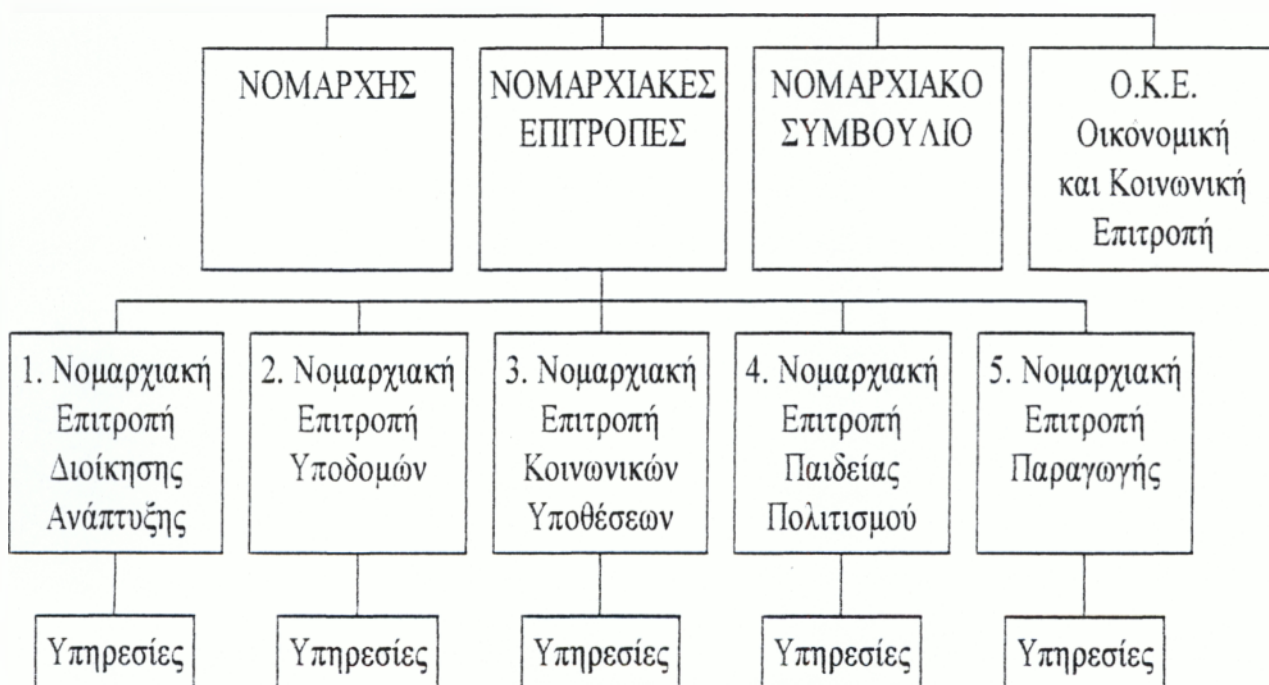 ΝΟΜΑΡΧΗΣ
ΝΟΜΑΡΧΙΑΚΕΣ
ΕΠΙΤΡΟΠΕΣ
ΝΟΜΑΡΧΙΑΚΟ
ΣΥΜΒΟΥΛΙΟ
Ο.Κ.Ε.
Οικονομική
και Κοινωνική
Επιτροπή
1. Νομαρχιακή
Επιτροπή
Διοίκησης
Ανάπτυξης
2. Νομαρχιακή
Επιτροπή
Υποδομών
3. Νομαρχιακή
Επιτροπή
Κοινωνικών
Υποθέσεων
4. Νομαρχιακή
Επιτροπή
Παιδείας
Πολιτισμού
5. Νομαρχιακή
Επιτροπή
Παραγωγής
Υπηρεσίες
Υπηρεσίες
Υπηρεσίες
Υπηρεσίες
Υπηρεσίες